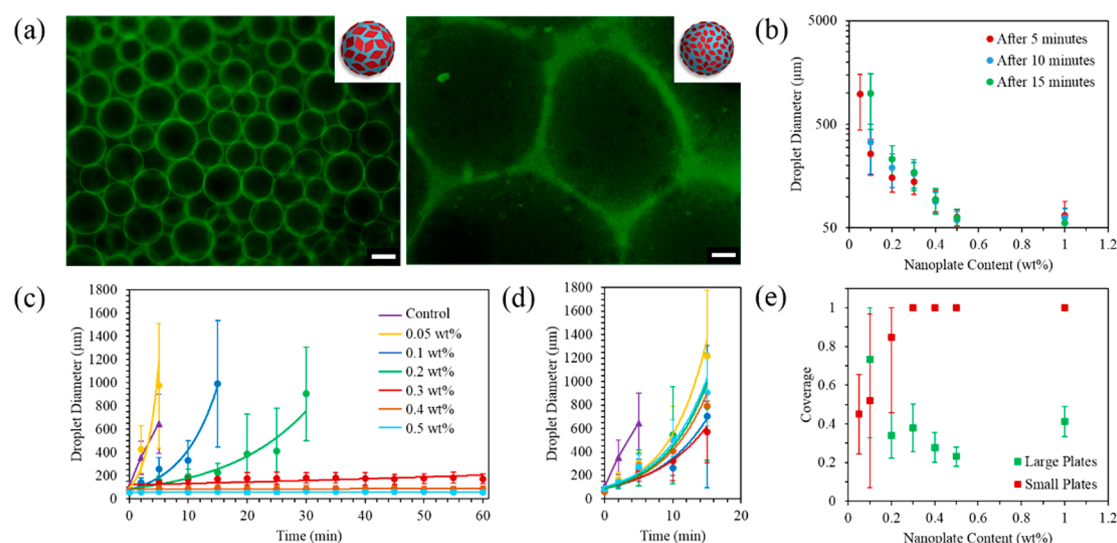 (a)
(b)
5000
500
50
Droplet Diameter (µm)
After 5 minutes
After 10 minutes
After 15 minutes
0 0.2 0.4 0.6 0.8 1 1.2
Nanoplate Content (wt%)
(c)
1800
1600
1400
1200
1000
800
600
400
200
0
Droplet Diameter (µm)
Control
0.05 wt%
0.1 wt%
0.2 wt%
0.3 wt%
0.4 wt%
0.5 wt%
0 10 20 30 40 50 60
Time (min)
(d)
1800
1600
1400
1200
1000
800
600
400
200
0
Droplet Diameter (µm)
0 10 20
Time (min)
(e)
1
0.8
0.6
0.4
0.2
0
Coverage
Large Plates
Small Plates
0 0.2 0.4 0.6 0.8 1 1.2
Nanoplate Content (wt%)